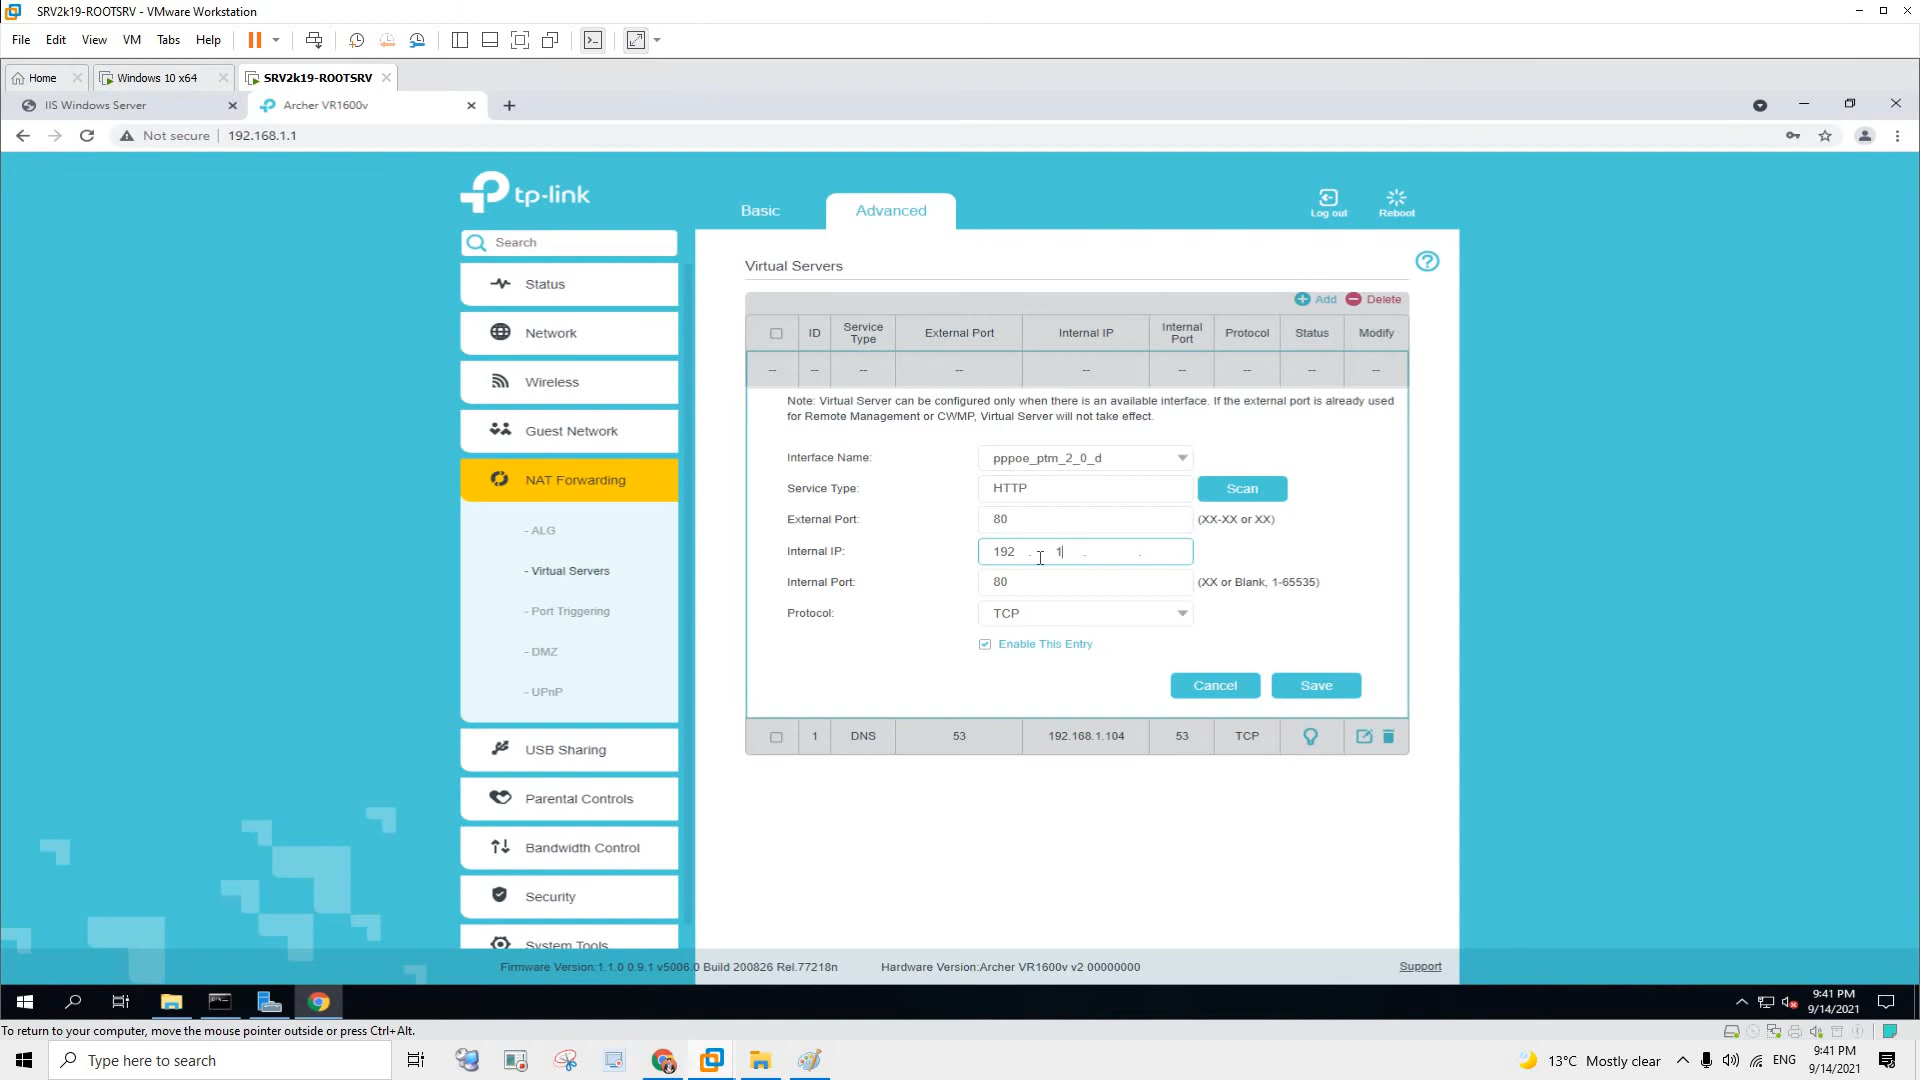 SRV2k19-ROOTSRV - VMware Workstation
File Edit View VM Tabs Help
Home Windows 10 x64 SRV2k19-ROOTSRV
IIS Windows Server Archer VR1600v
Not secure 192.168.1.1
tp-link
Basic
Advanced
Log out
Reboot
Search
Status
Network
Wireless
Guest Network
NAT Forwarding
- ALG
- Virtual Servers
- Port Triggering
- DMZ
- UPnP
USB Sharing
Parental Controls
Bandwidth Control
Security
System Tools
Virtual Servers
Add Delete
ID Service Type External Port Internal IP Internal Port Protocol Status Modify
-- -- -- -- -- -- -- -- --
Note: Virtual Server can be configured only when there is an available interface. If the external port is already used
for Remote Management or CWMP, Virtual Server will not take effect.
Interface Name: pppoe_ptm_2_0_d
Service Type: HTTP Scan
External Port: 80 (XX-XX or XX)
Internal IP: 192 . 1 . .
Internal Port: 80 (XX or Blank, 1-65535)
Protocol: TCP
Enable This Entry
Cancel Save
1 DNS 53 192.168.1.104 53 TCP
Firmware Version:1.1.0 0.9.1 v5006.0 Build 200826 Rel.77218n Hardware Version:Archer VR1600v v2 00000000 Support
9:41 PM
9/14/2021
To return to your computer, move the mouse pointer outside or press Ctrl+Alt.
Type here to search
13°C Mostly clear
ENG
9:41 PM
9/14/2021